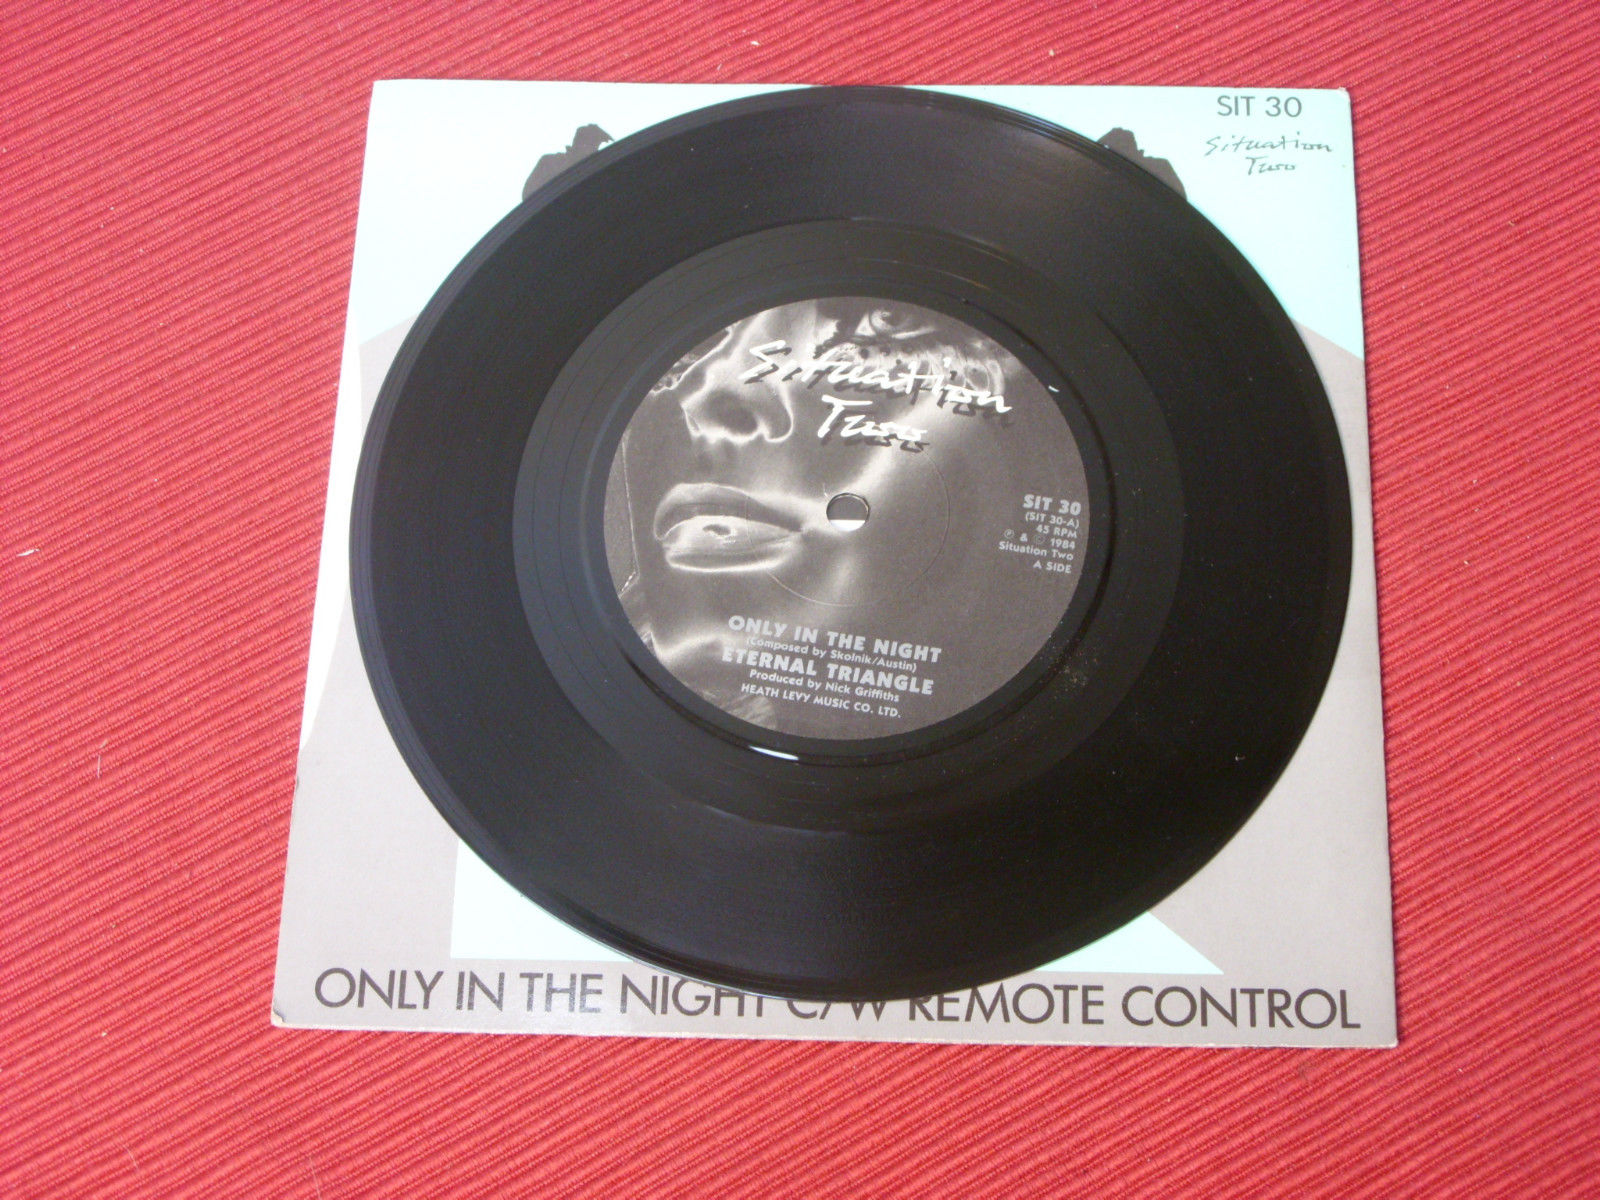 SIT 30
Situation
Two
Situation
Two
SIT 30
(SIT 30-A)
45 RPM
℗ & © 1984
Situation Two
A SIDE
ONLY IN THE NIGHT
(Composed by Skolnik/Austin)
ETERNAL TRIANGLE
Produced by Nick Griffiths
HEATH LEVY MUSIC CO. LTD.
ONLY IN THE NIGHT C/W REMOTE CONTROL